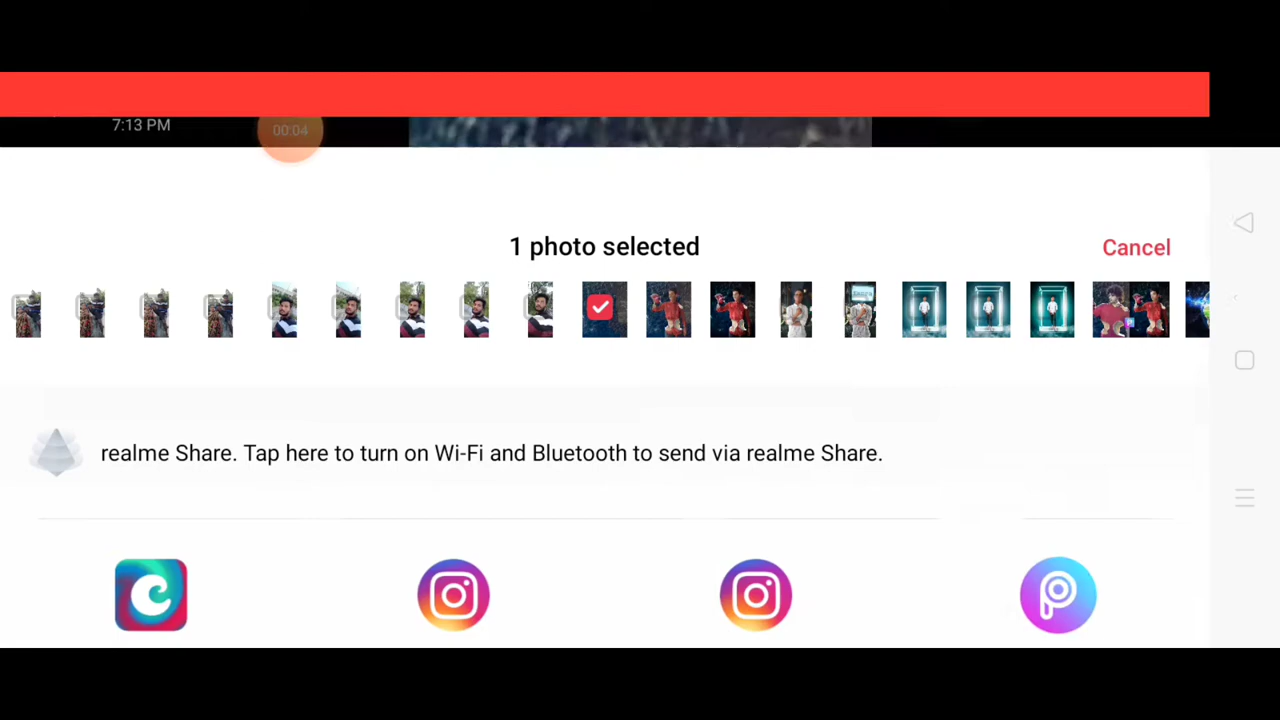 7:13 PM
00:04
1 photo selected
Cancel
realme Share. Tap here to turn on Wi-Fi and Bluetooth to send via realme Share.